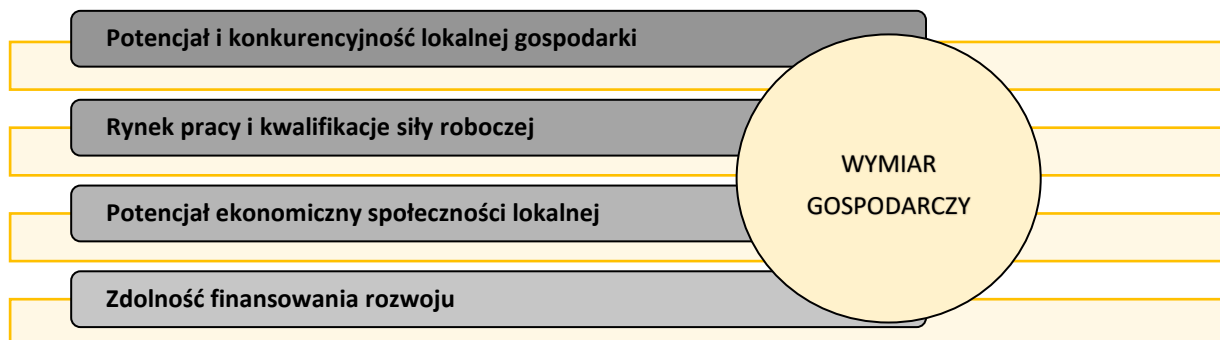 Potencjał i konkurencyjność lokalnej gospodarki
Rynek pracy i kwalifikacje siły roboczej
Potencjał ekonomiczny społeczności lokalnej
Zdolność finansowania rozwoju
WYMIAR
GOSPODARCZY